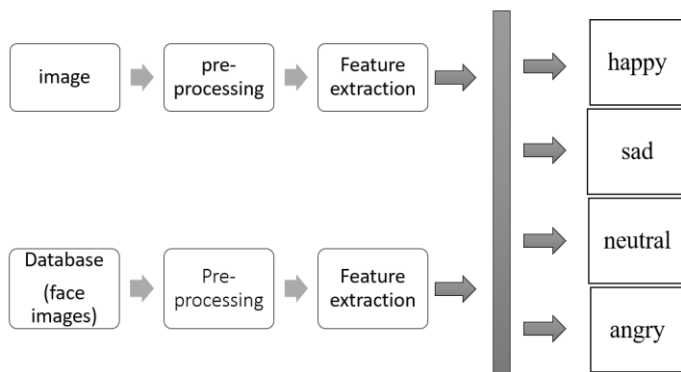 image
pre-
processing
Feature
extraction
happy
sad
neutral
angry
Database
(face
images)
Pre-
processing
Feature
extraction